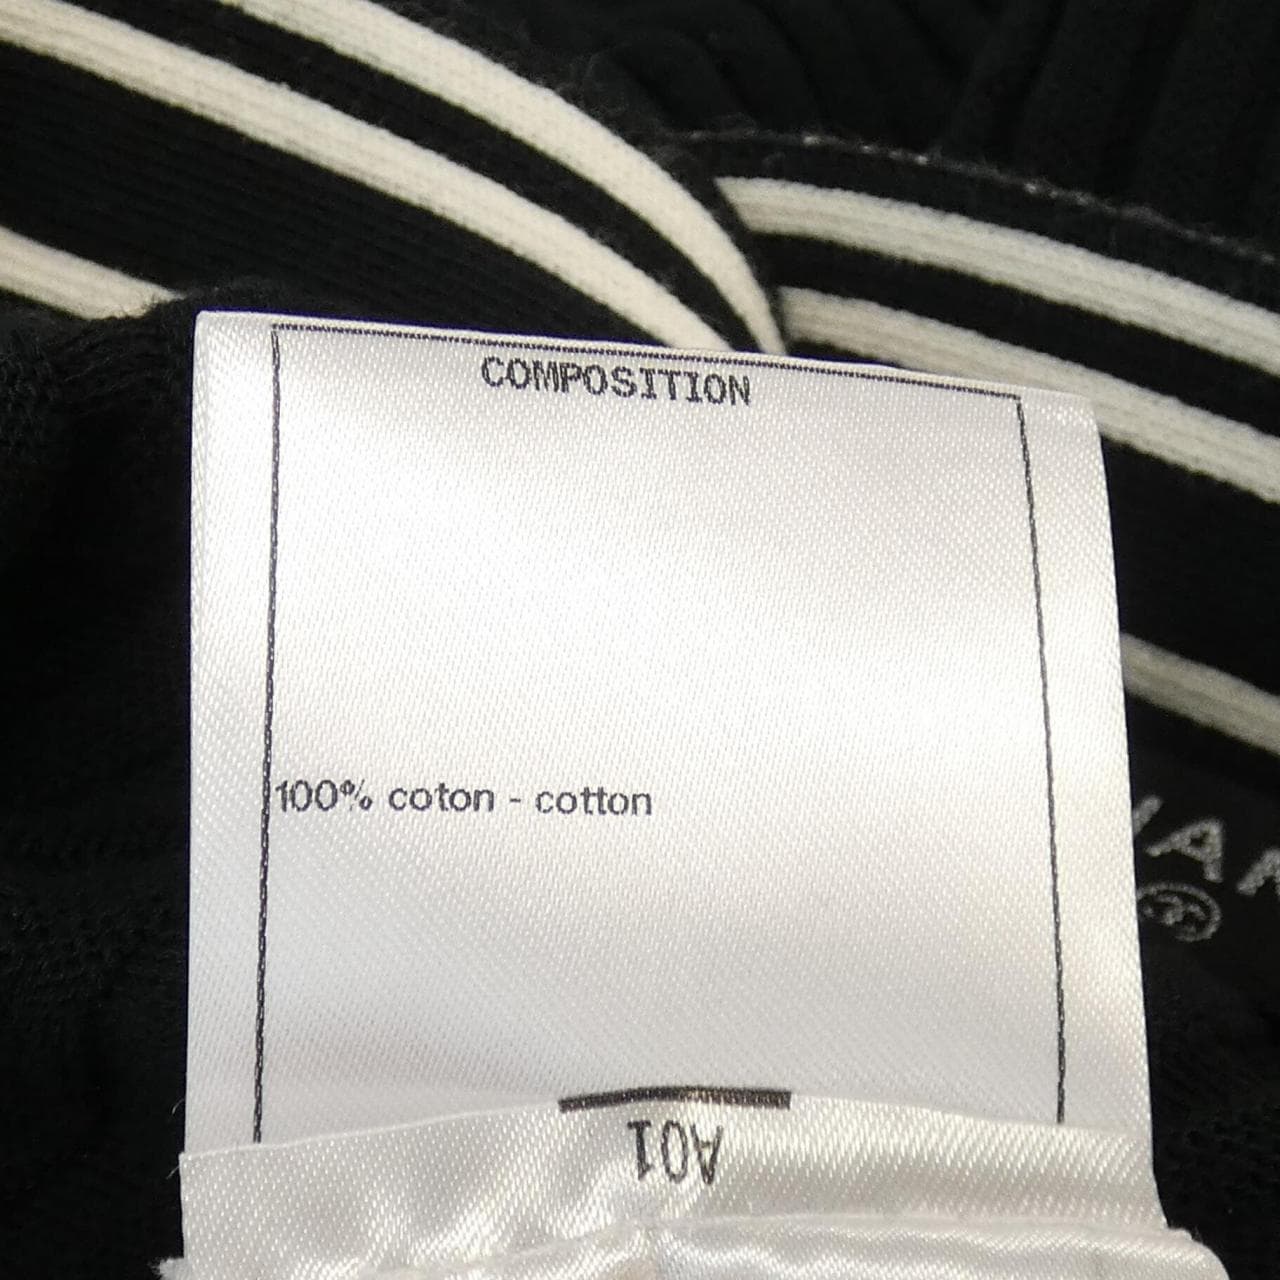 COMPOSITION
100% coton - cotton
A01